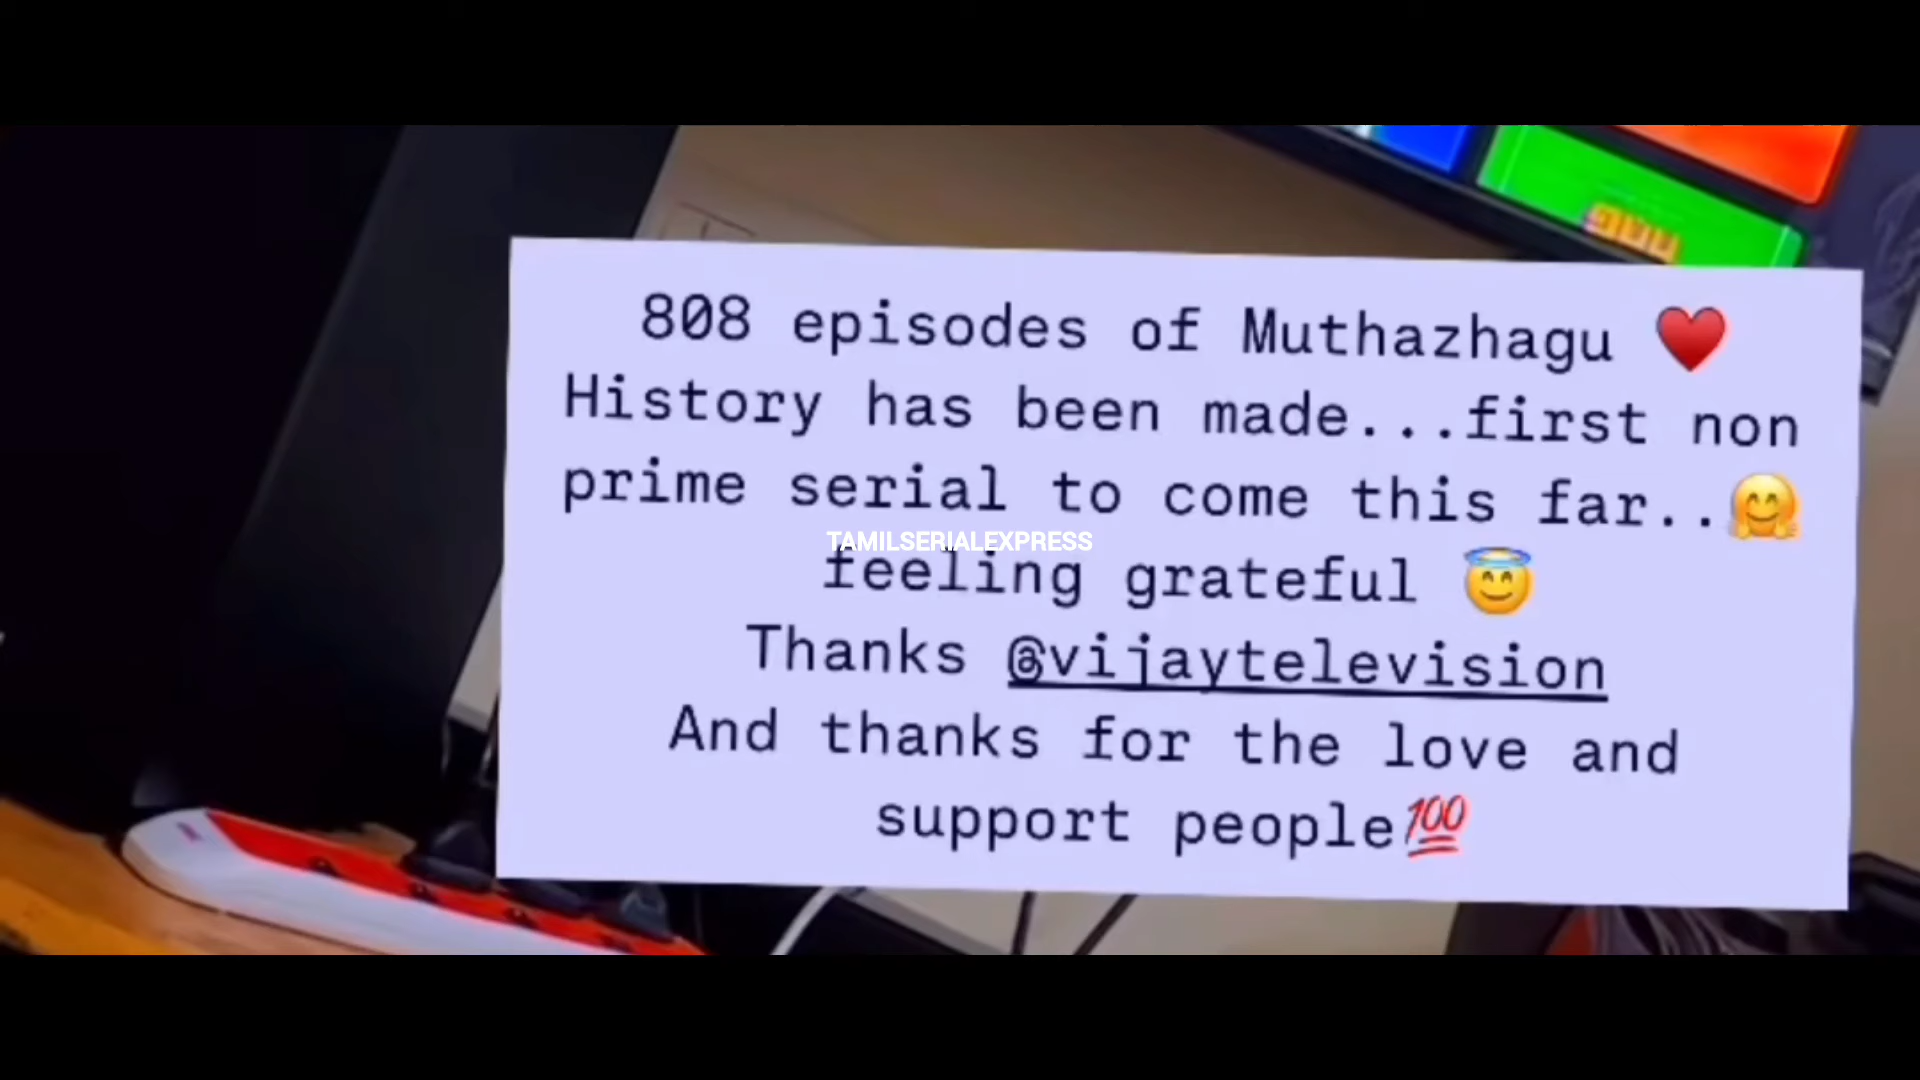 808 episodes of Muthazhagu ♥️
History has been made...first non
prime serial to come this far..🤗
TAMILSERIALEXPRESS
feeling grateful 😇
Thanks @vijaytelevision
And thanks for the love and
support people💯